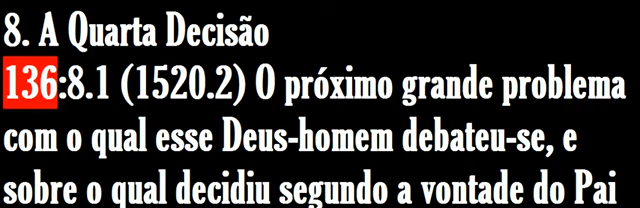 8. A Quarta Decisão
136:8.1 (1520.2) O próximo grande problema
com o qual esse Deus-homem debateu-se, e
sobre o qual decidiu segundo a vontade do Pai